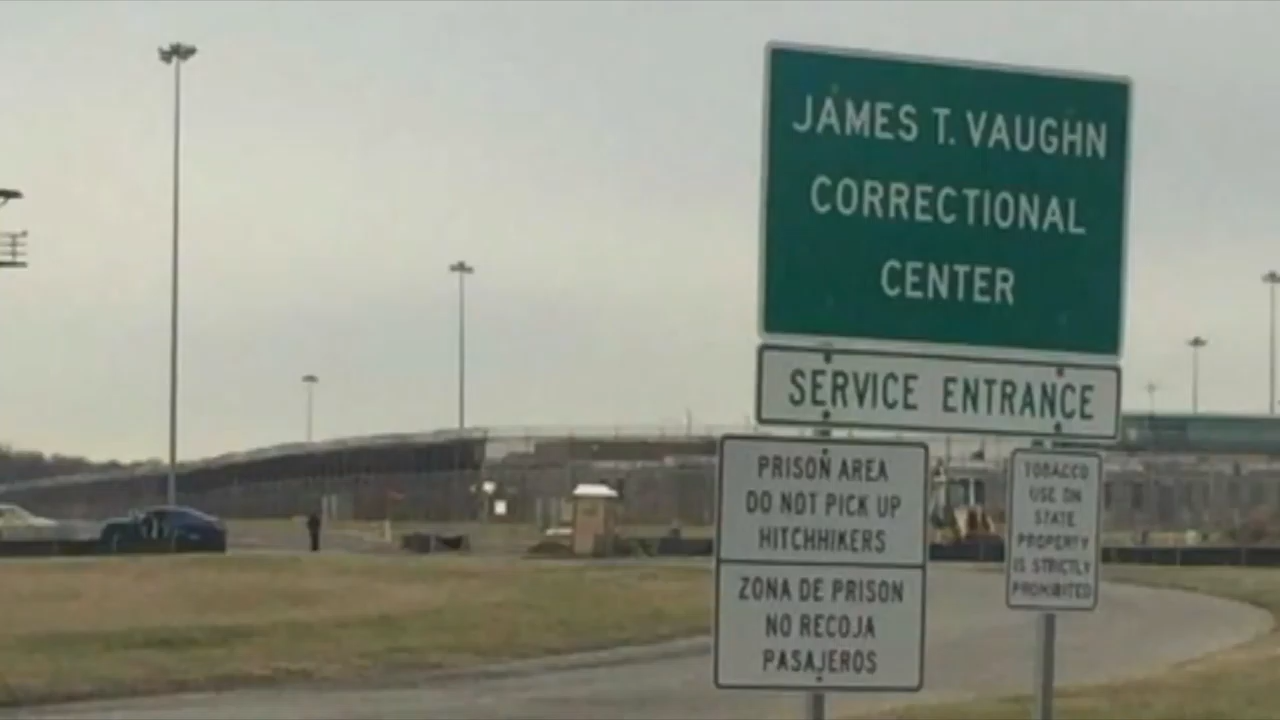 JAMES T. VAUGHN
CORRECTIONAL
CENTER
SERVICE ENTRANCE
PRISON AREA
DO NOT PICK UP
HITCHHIKERS
ZONA DE PRISON
NO RECOJA
PASAJEROS
TOBACCO
USE ON
STATE
PROPERTY
IS STRICTLY
PROHIBITED